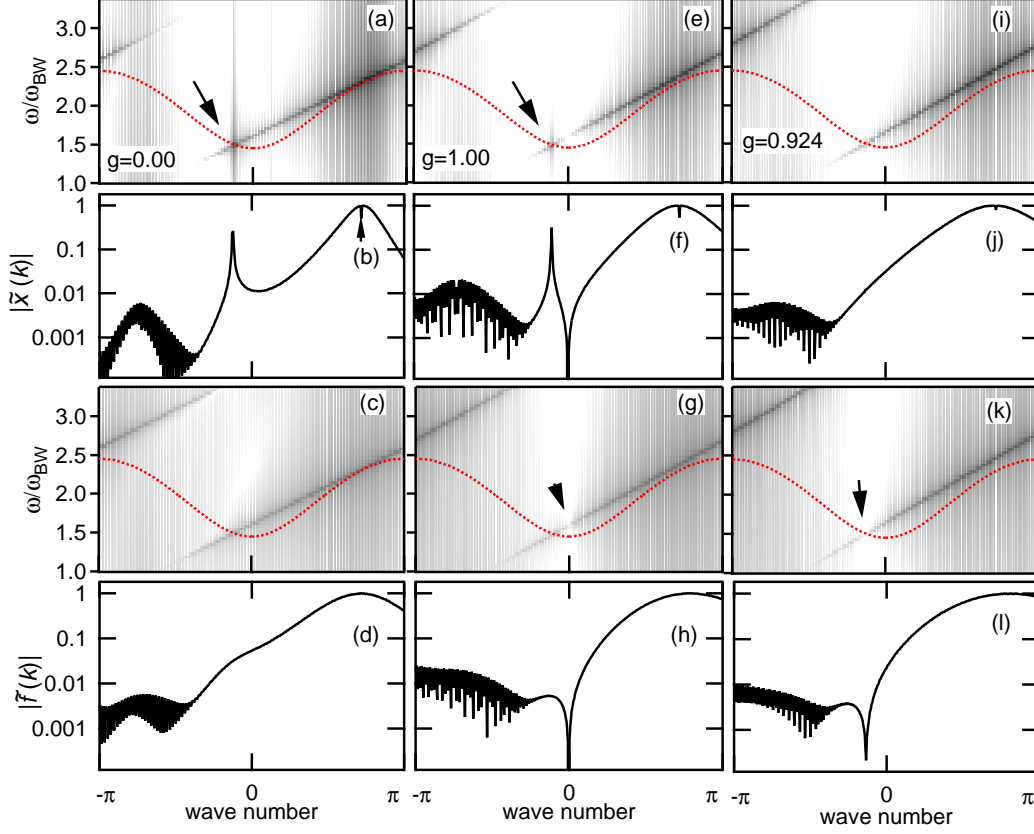 (a) (e) (i)
ω/ω_BW
3.0
2.5
2.0
1.5
1.0
g=0.00 g=1.00 g=0.924
|x̃(k)|
1
0.1
0.01
0.001
(b) (f) (j)
(c) (g) (k)
ω/ω_BW
3.0
2.5
2.0
1.5
1.0
|f̃(k)|
1
0.1
0.01
0.001
(d) (h) (l)
-π 0 π 0 -π 0 π
wave number wave number wave number